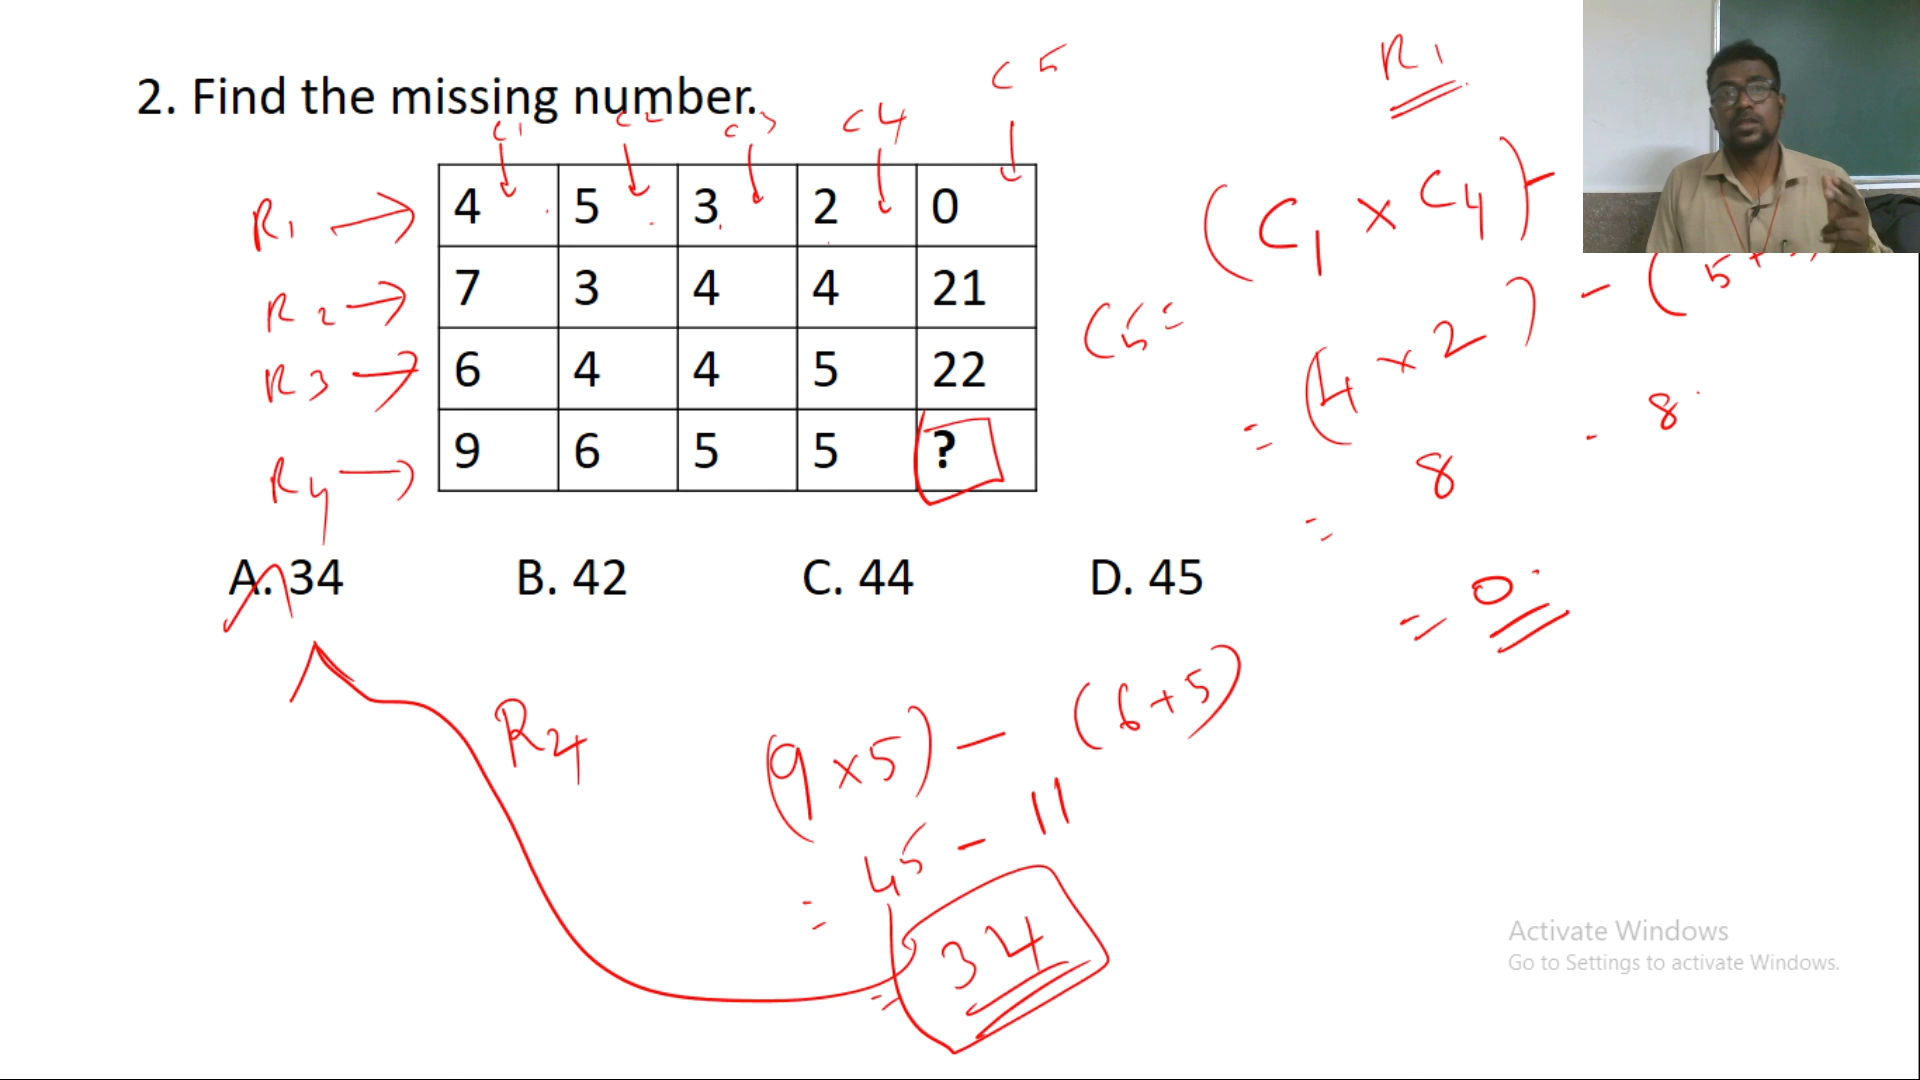 2. Find the missing number.
C1 C2 C3 C4 C5
R1 → 4 5 3 2 0
R2 → 7 3 4 4 21
R3 → 6 4 4 5 22
R4 → 9 6 5 5 ?
A. 34 B. 42 C. 44 D. 45
R1
C5 = (C1 × C4) -
= (4 × 2) - (5+
= 8 - 8
= 0
R4
(9×5) - (6+5)
= 45 - 11
= 34
Activate Windows
Go to Settings to activate Windows.